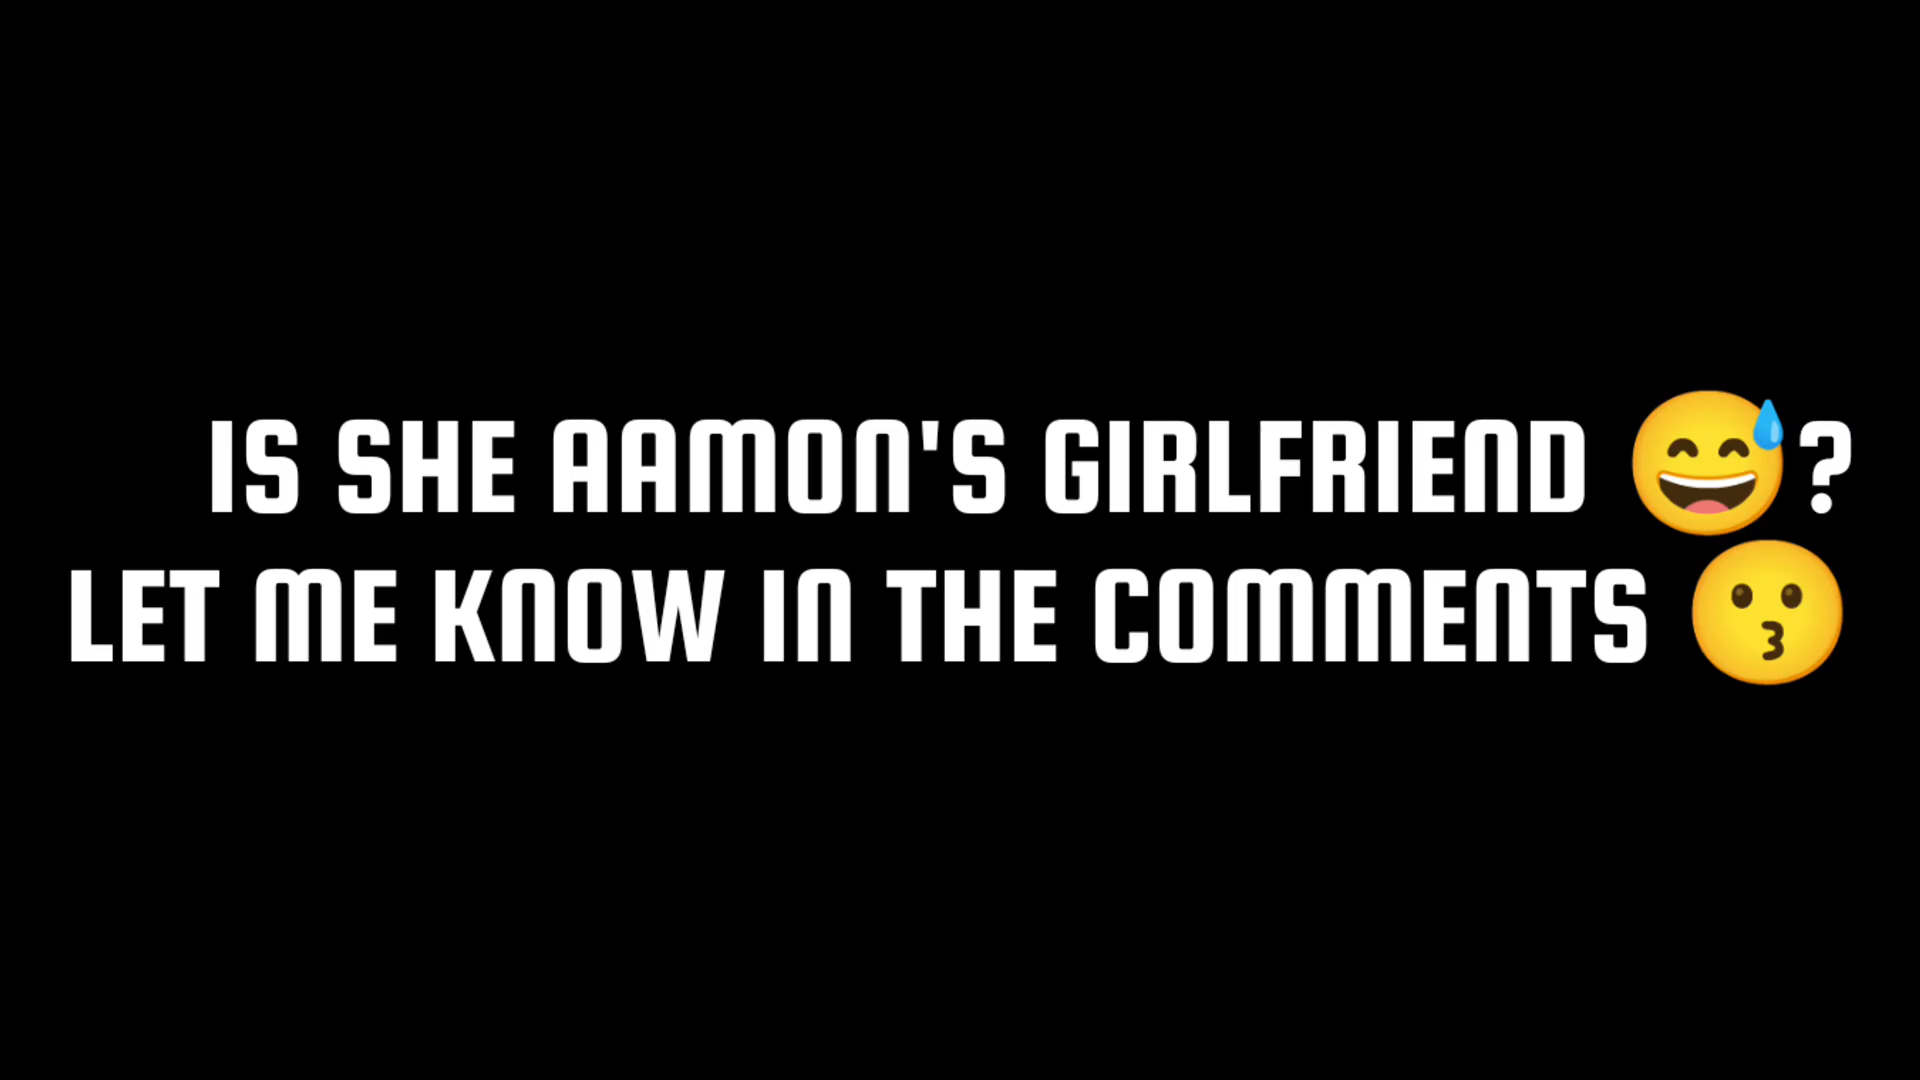 IS SHE AAMON'S GIRLFRIEND 😅?
LET ME KNOW IN THE COMMENTS 😗